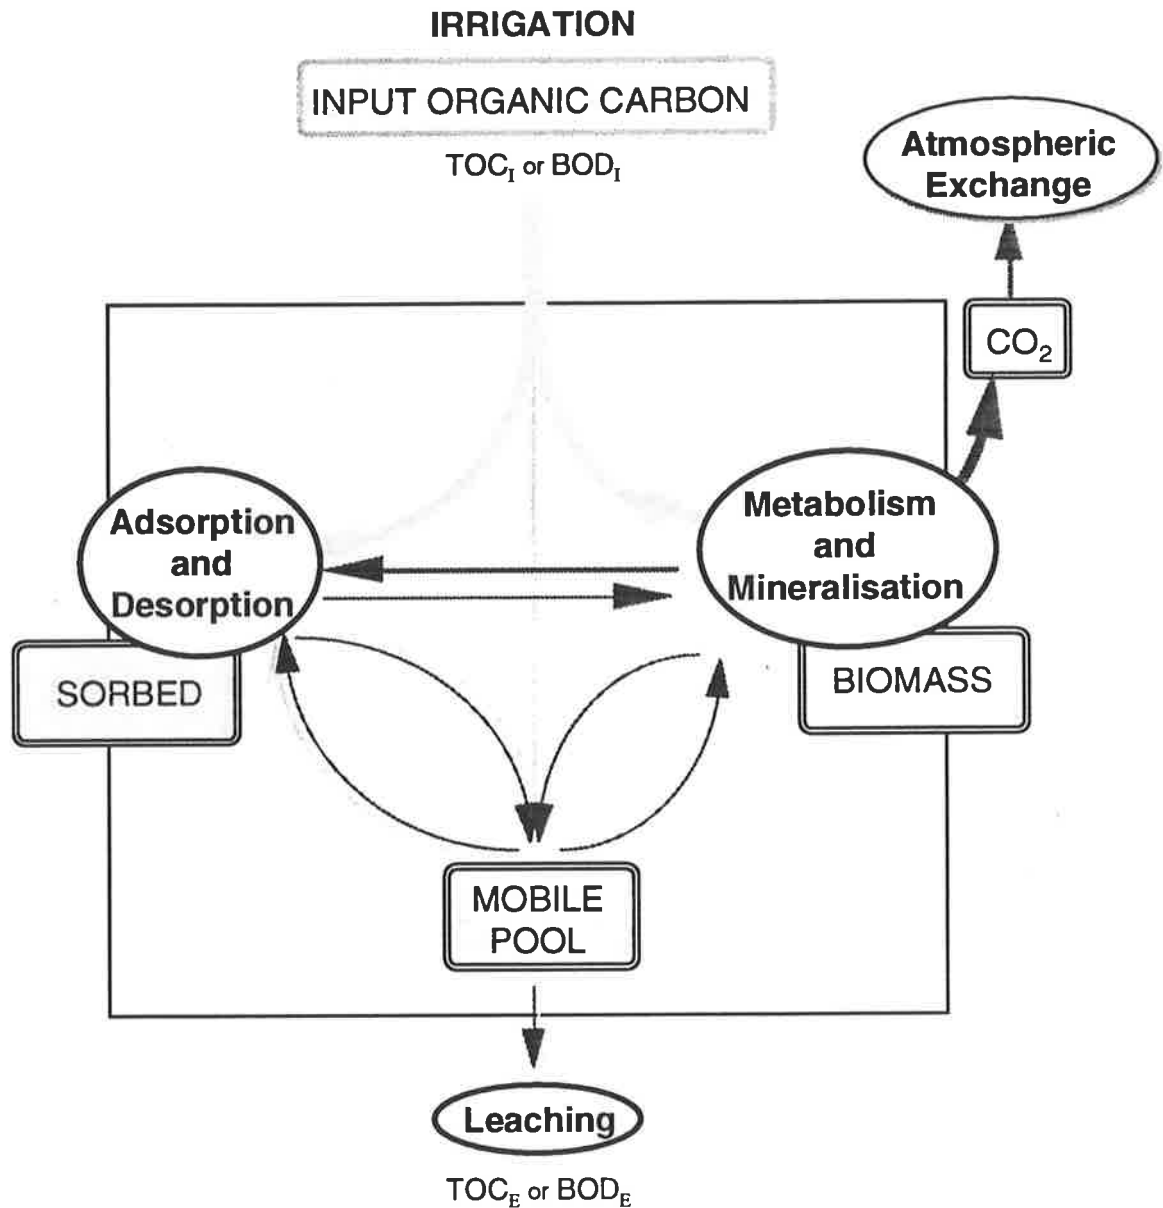 IRRIGATION
INPUT ORGANIC CARBON
TOC_I or BOD_I
Atmospheric
Exchange
CO₂
Adsorption
and
Desorption
Metabolism
and
Mineralisation
SORBED
BIOMASS
MOBILE
POOL
Leaching
TOC_E or BOD_E